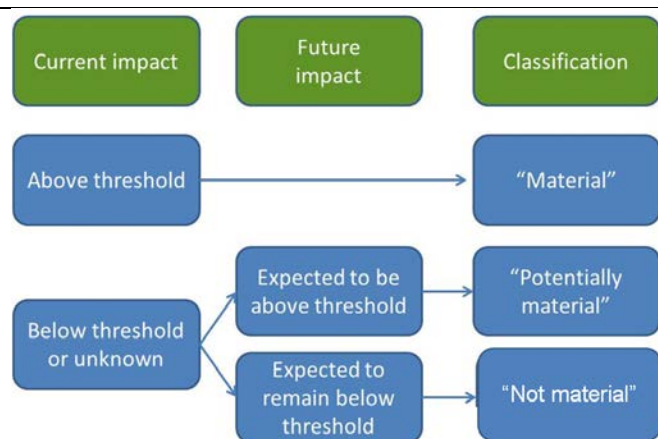 Current impact
Future
impact
Classification
Above threshold
“Material”
Below threshold
or unknown
Expected to be
above threshold
“Potentially
material”
Expected to
remain below
threshold
“Not material”